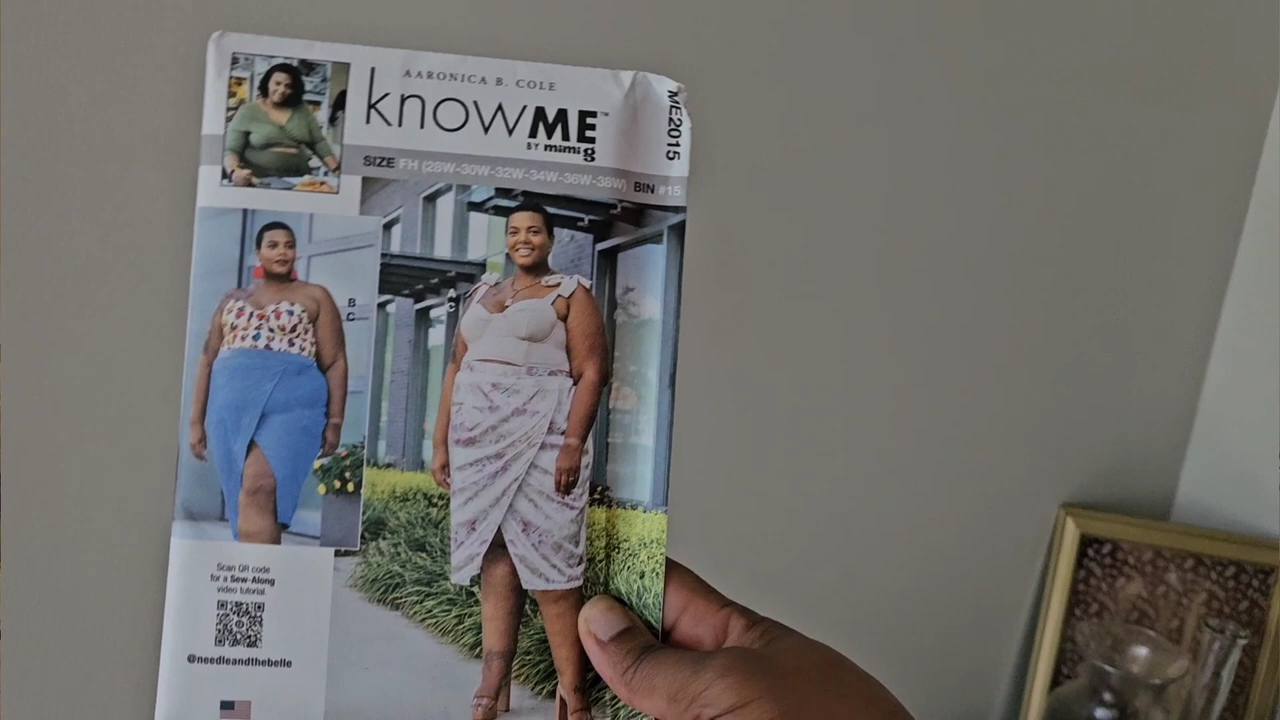 AARONICA B. COLE
knowME™
BY mimi g
ME2015
SIZE FH (28W-30W-32W-34W-36W-38W) BIN #15
B
C
A
C
Scan QR code
for a Sew-Along
video tutorial.
@needleandthebelle